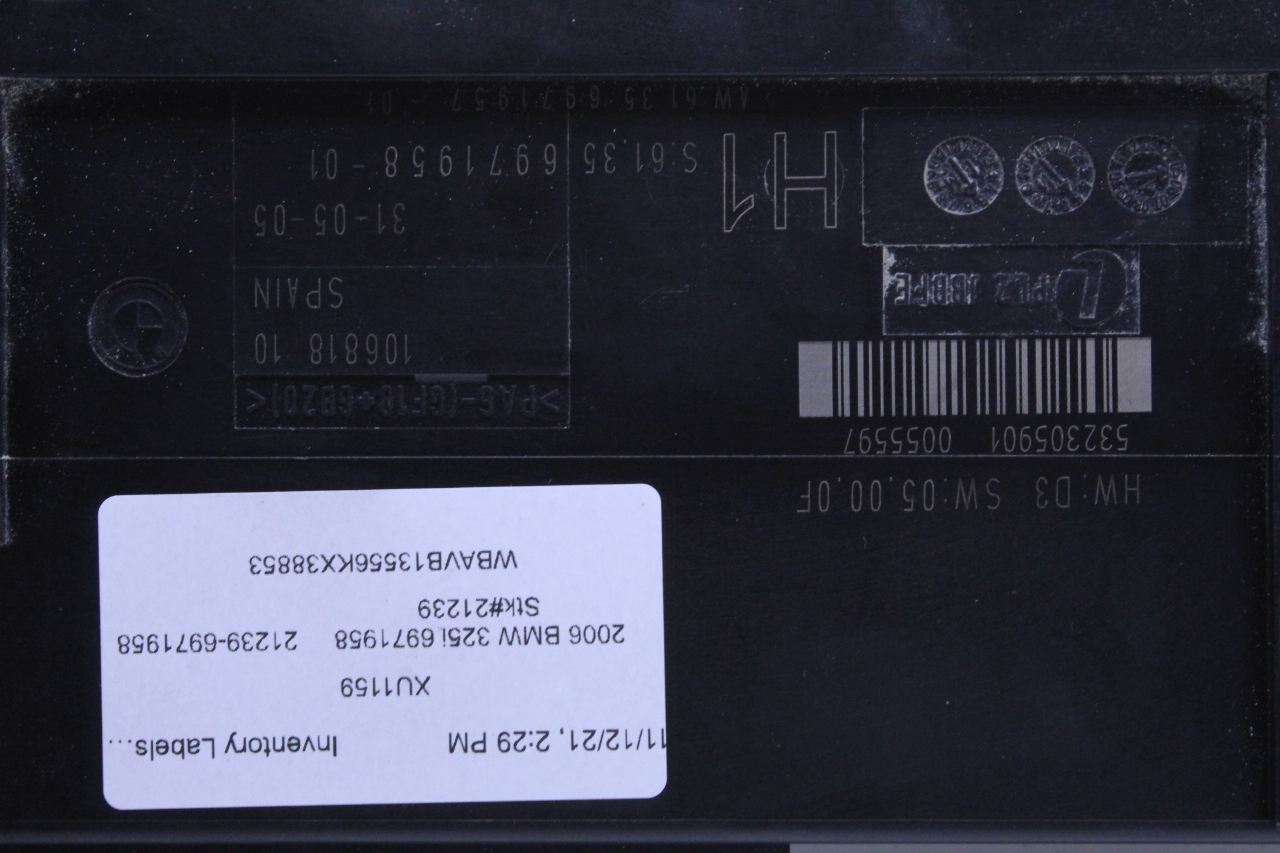 11/12/21, 2:29 PM Inventory Labels...
XU1159
2006 BMW 325i 6971958 21239-6971958
Stk#21239
WBAVB13556KX38853
HW:D3 SW:05.00.0F
532305901 0055597
>PA6-(GF10+GB20)<
106818 10
SPAIN
31-05-05
H1
S:61.35 6971958 - 01
AW.61.35 6971957 - 01